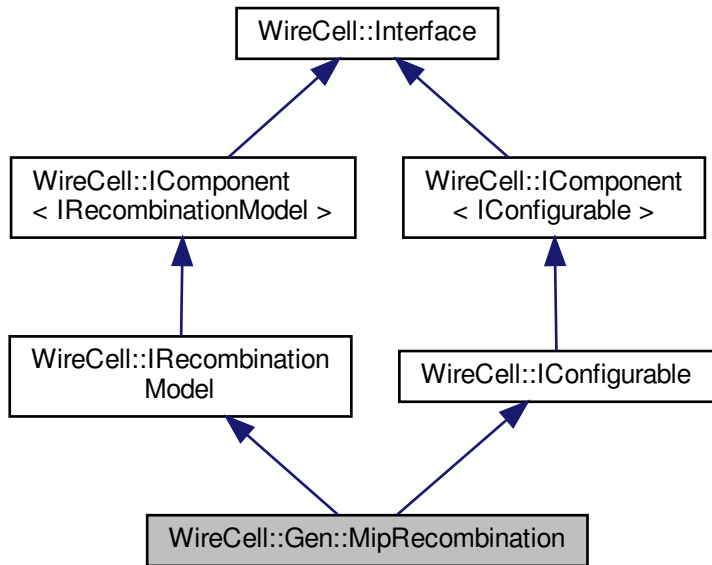 WireCell::Interface
WireCell::IComponent
< IRecombinationModel >
WireCell::IComponent
< IConfigurable >
WireCell::IRecombination
Model
WireCell::IConfigurable
WireCell::Gen::MipRecombination